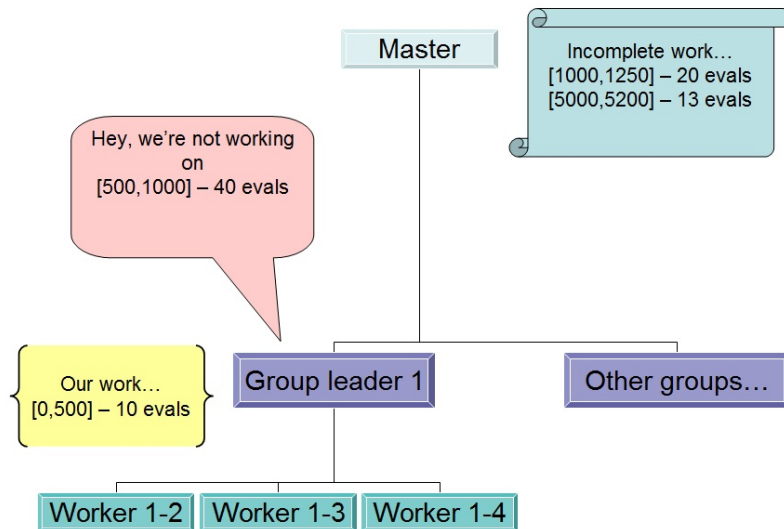 Master
Incomplete work…
[1000,1250] – 20 evals
[5000,5200] – 13 evals
Hey, we're not working
on
[500,1000] – 40 evals
Our work…
[0,500] – 10 evals
Group leader 1
Other groups…
Worker 1-2
Worker 1-3
Worker 1-4